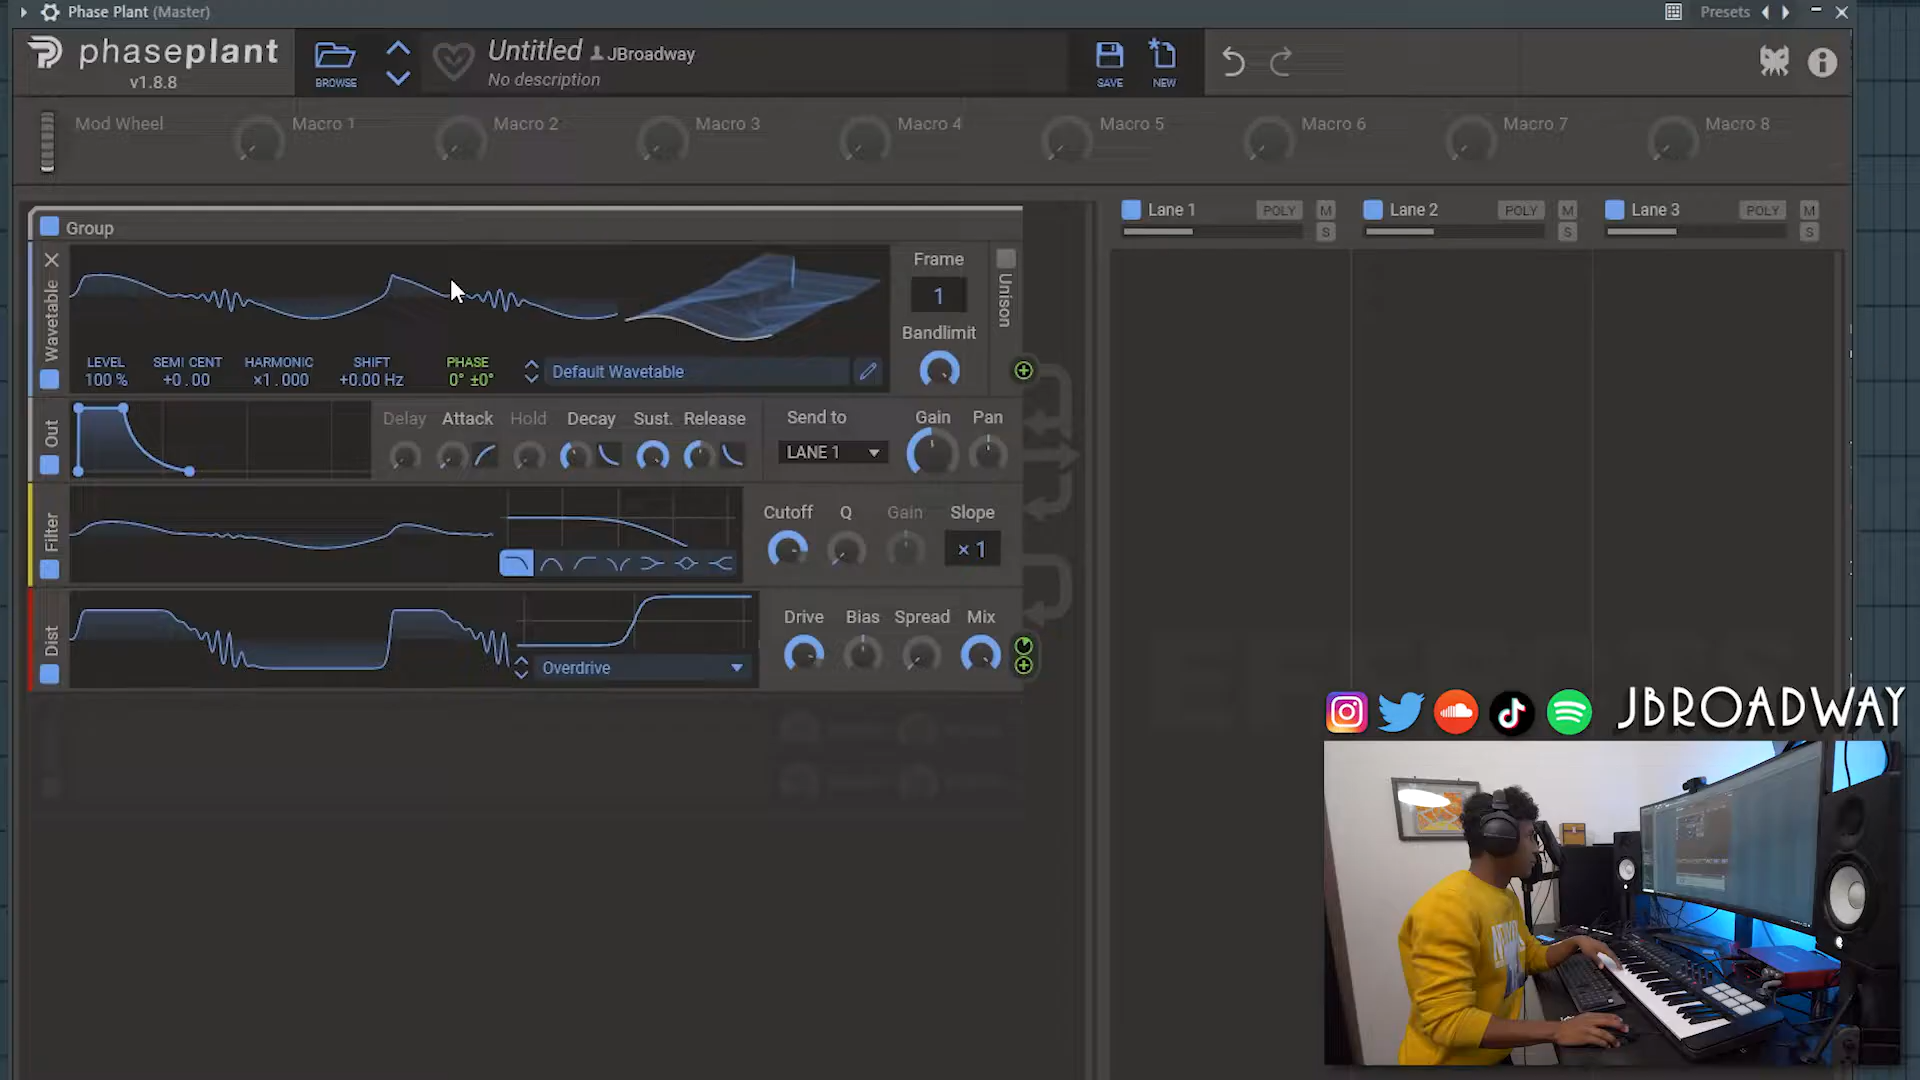 Phase Plant (Master)
Presets
phaseplant
v1.8.8
BROWSE
Untitled JBroadway
No description
SAVE
NEW
Mod Wheel
Macro 1
Macro 2
Macro 3
Macro 4
Macro 5
Macro 6
Macro 7
Macro 8
Group
Wavetable
LEVEL
100 %
SEMI CENT
+0.00
HARMONIC
×1.000
SHIFT
+0.00 Hz
PHASE
0° ±0°
Default Wavetable
Frame
1
Bandlimit
Unison
Out
Delay
Attack
Hold
Decay
Sust.
Release
Send to
LANE 1
Gain
Pan
Filter
Cutoff
Q
Gain
Slope
× 1
Dist
Overdrive
Drive
Bias
Spread
Mix
Lane 1
POLY
M
S
Lane 2
POLY
M
S
Lane 3
POLY
M
S
JBROADWAY